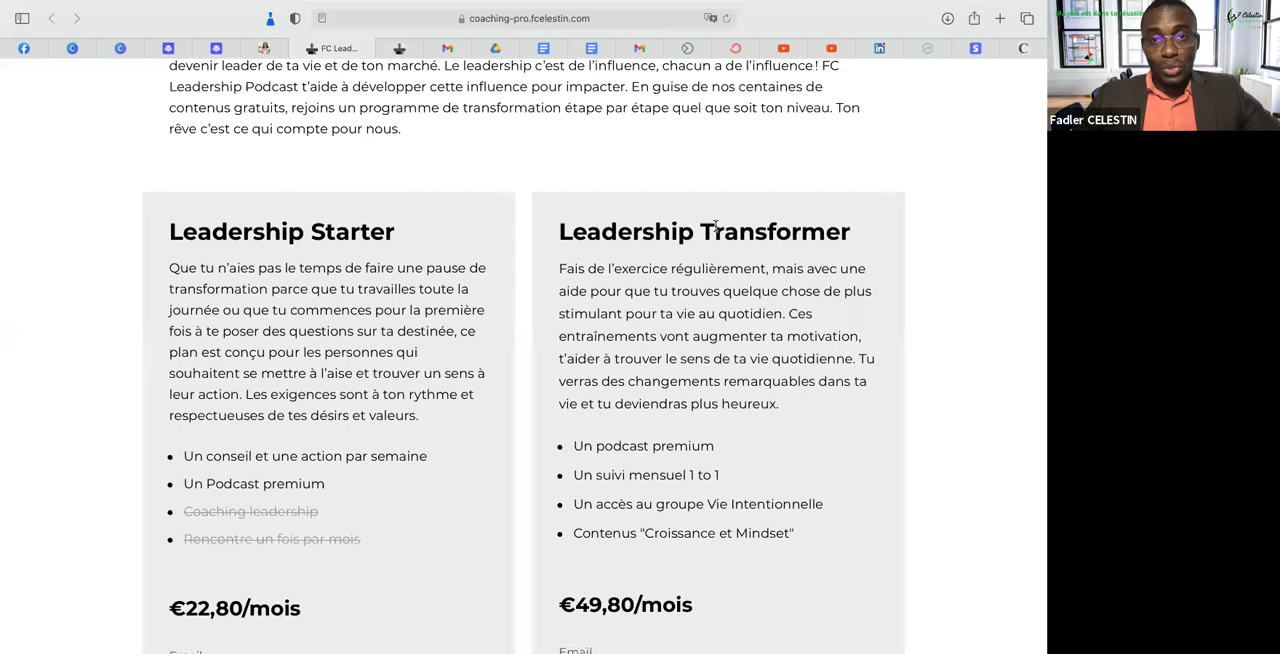 coaching-pro.fcelestin.com
FC Lead...
devenir leader de ta vie et de ton marché. Le leadership c'est de l'influence, chacun a de l'influence ! FC
Leadership Podcast t'aide à développer cette influence pour impacter. En guise de nos centaines de
contenus gratuits, rejoins un programme de transformation étape par étape quel que soit ton niveau. Ton
rêve c'est ce qui compte pour nous.
Leadership Starter
Que tu n'aies pas le temps de faire une pause de
transformation parce que tu travailles toute la
journée ou que tu commences pour la première
fois à te poser des questions sur ta destinée, ce
plan est conçu pour les personnes qui
souhaitent se mettre à l'aise et trouver un sens à
leur action. Les exigences sont à ton rythme et
respectueuses de tes désirs et valeurs.
Un conseil et une action par semaine
Un Podcast premium
Coaching leadership
Rencontre un fois par mois
€22,80/mois
Email
Leadership Transformer
Fais de l'exercice régulièrement, mais avec une
aide pour que tu trouves quelque chose de plus
stimulant pour ta vie au quotidien. Ces
entraînements vont augmenter ta motivation,
t'aider à trouver le sens de ta vie quotidienne. Tu
verras des changements remarquables dans ta
vie et tu deviendras plus heureux.
Un podcast premium
Un suivi mensuel 1 to 1
Un accès au groupe Vie Intentionnelle
Contenus "Croissance et Mindset"
€49,80/mois
Email
Fadler CELESTIN